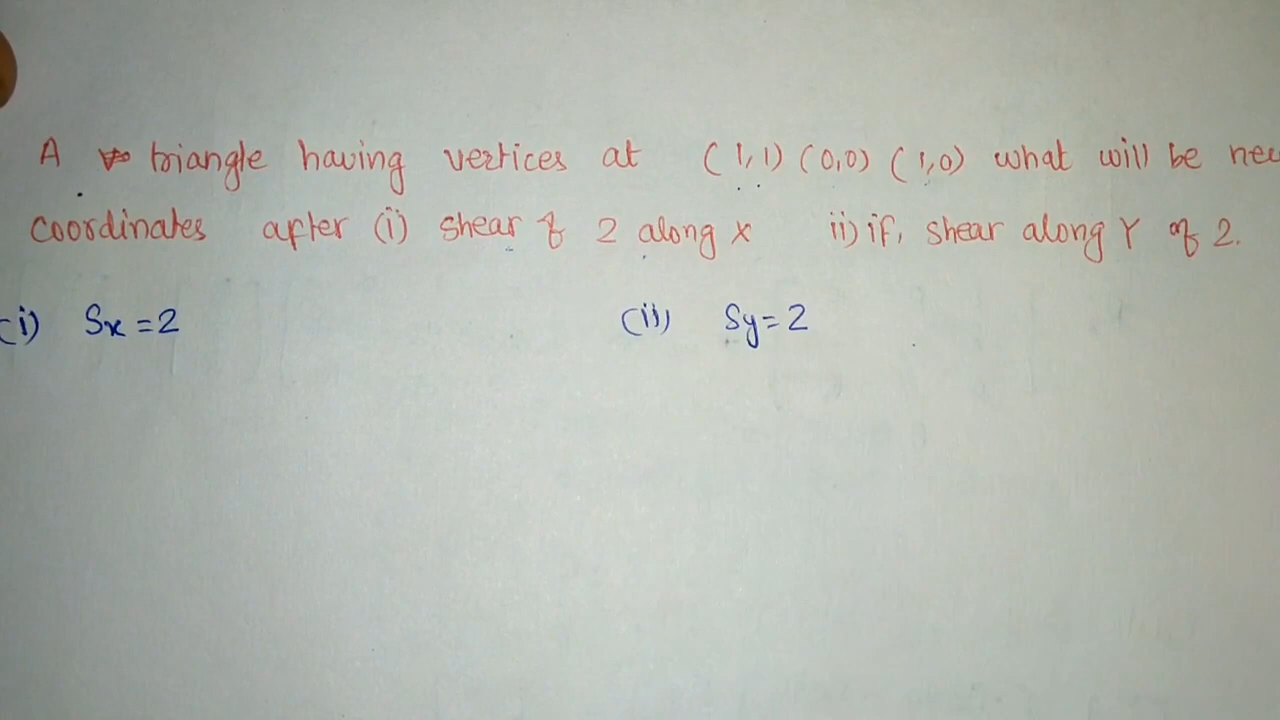 A triangle having vertices at (1,1) (0,0) (1,0) what will be
coordinates after (i) shear of 2 along x ii) if, shear along Y of 2.
(i) Sx = 2 (ii) Sy = 2